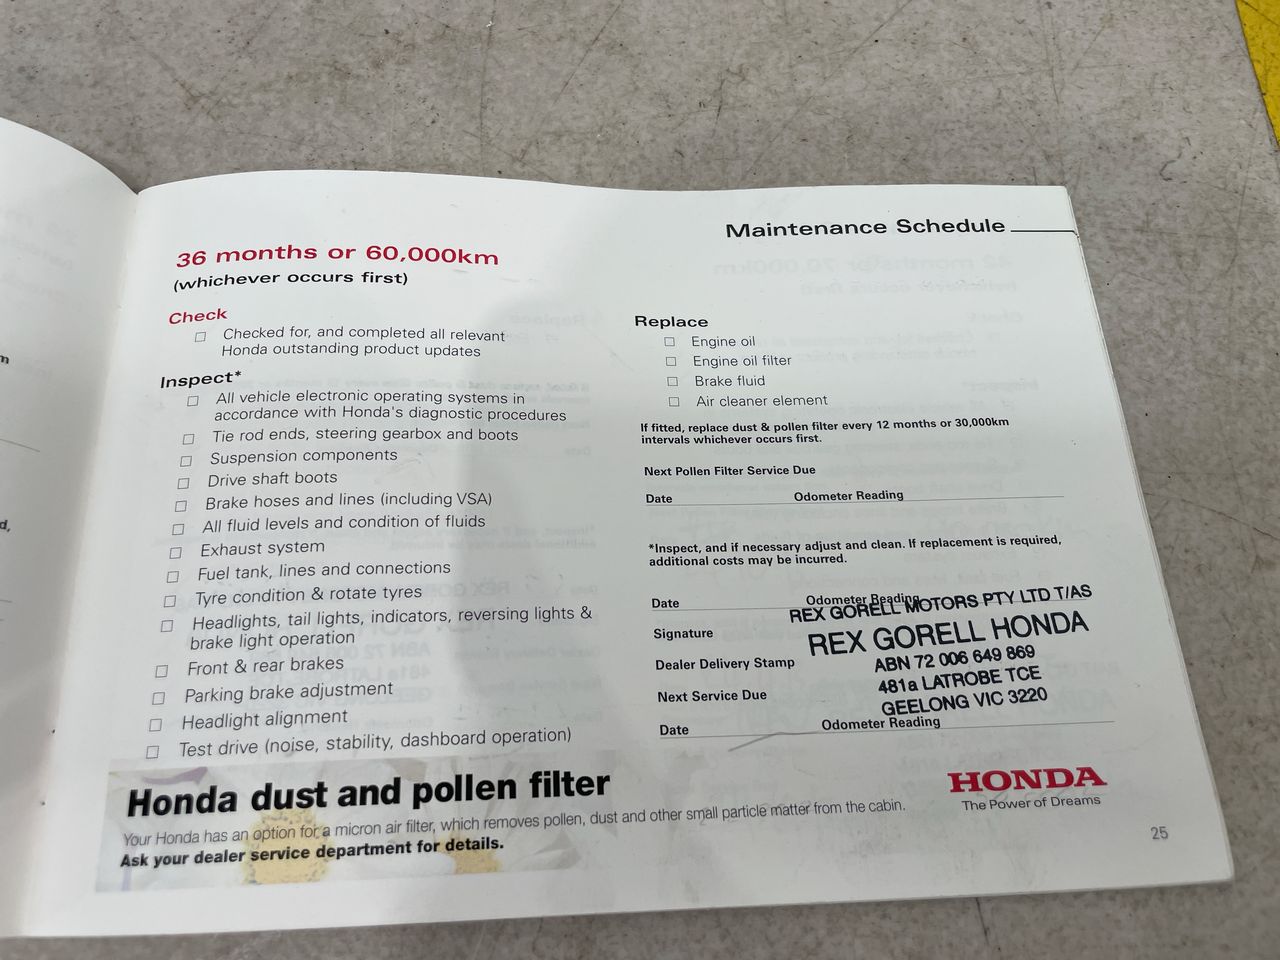 Maintenance Schedule
36 months or 60,000km
(whichever occurs first)
Check
Checked for, and completed all relevant
Honda outstanding product updates
Inspect*
All vehicle electronic operating systems in
accordance with Honda's diagnostic procedures
Tie rod ends, steering gearbox and boots
Suspension components
Drive shaft boots
Brake hoses and lines (including VSA)
All fluid levels and condition of fluids
Exhaust system
Fuel tank, lines and connections
Tyre condition & rotate tyres
Headlights, tail lights, indicators, reversing lights &
brake light operation
Front & rear brakes
Parking brake adjustment
Headlight alignment
Test drive (noise, stability, dashboard operation)
Replace
Engine oil
Engine oil filter
Brake fluid
Air cleaner element
If fitted, replace dust & pollen filter every 12 months or 30,000km
intervals whichever occurs first.
Next Pollen Filter Service Due
Date Odometer Reading
*Inspect, and if necessary adjust and clean. If replacement is required,
additional costs may be incurred.
Date Odometer Reading
REX GORELL MOTORS PTY LTD T/AS
Signature
REX GORELL HONDA
Dealer Delivery Stamp
ABN 72 006 649 869
481a LATROBE TCE
Next Service Due
GEELONG VIC 3220
Date Odometer Reading
Honda dust and pollen filter
Your Honda has an option for a micron air filter, which removes pollen, dust and other small particle matter from the cabin.
Ask your dealer service department for details.
HONDA
The Power of Dreams
25